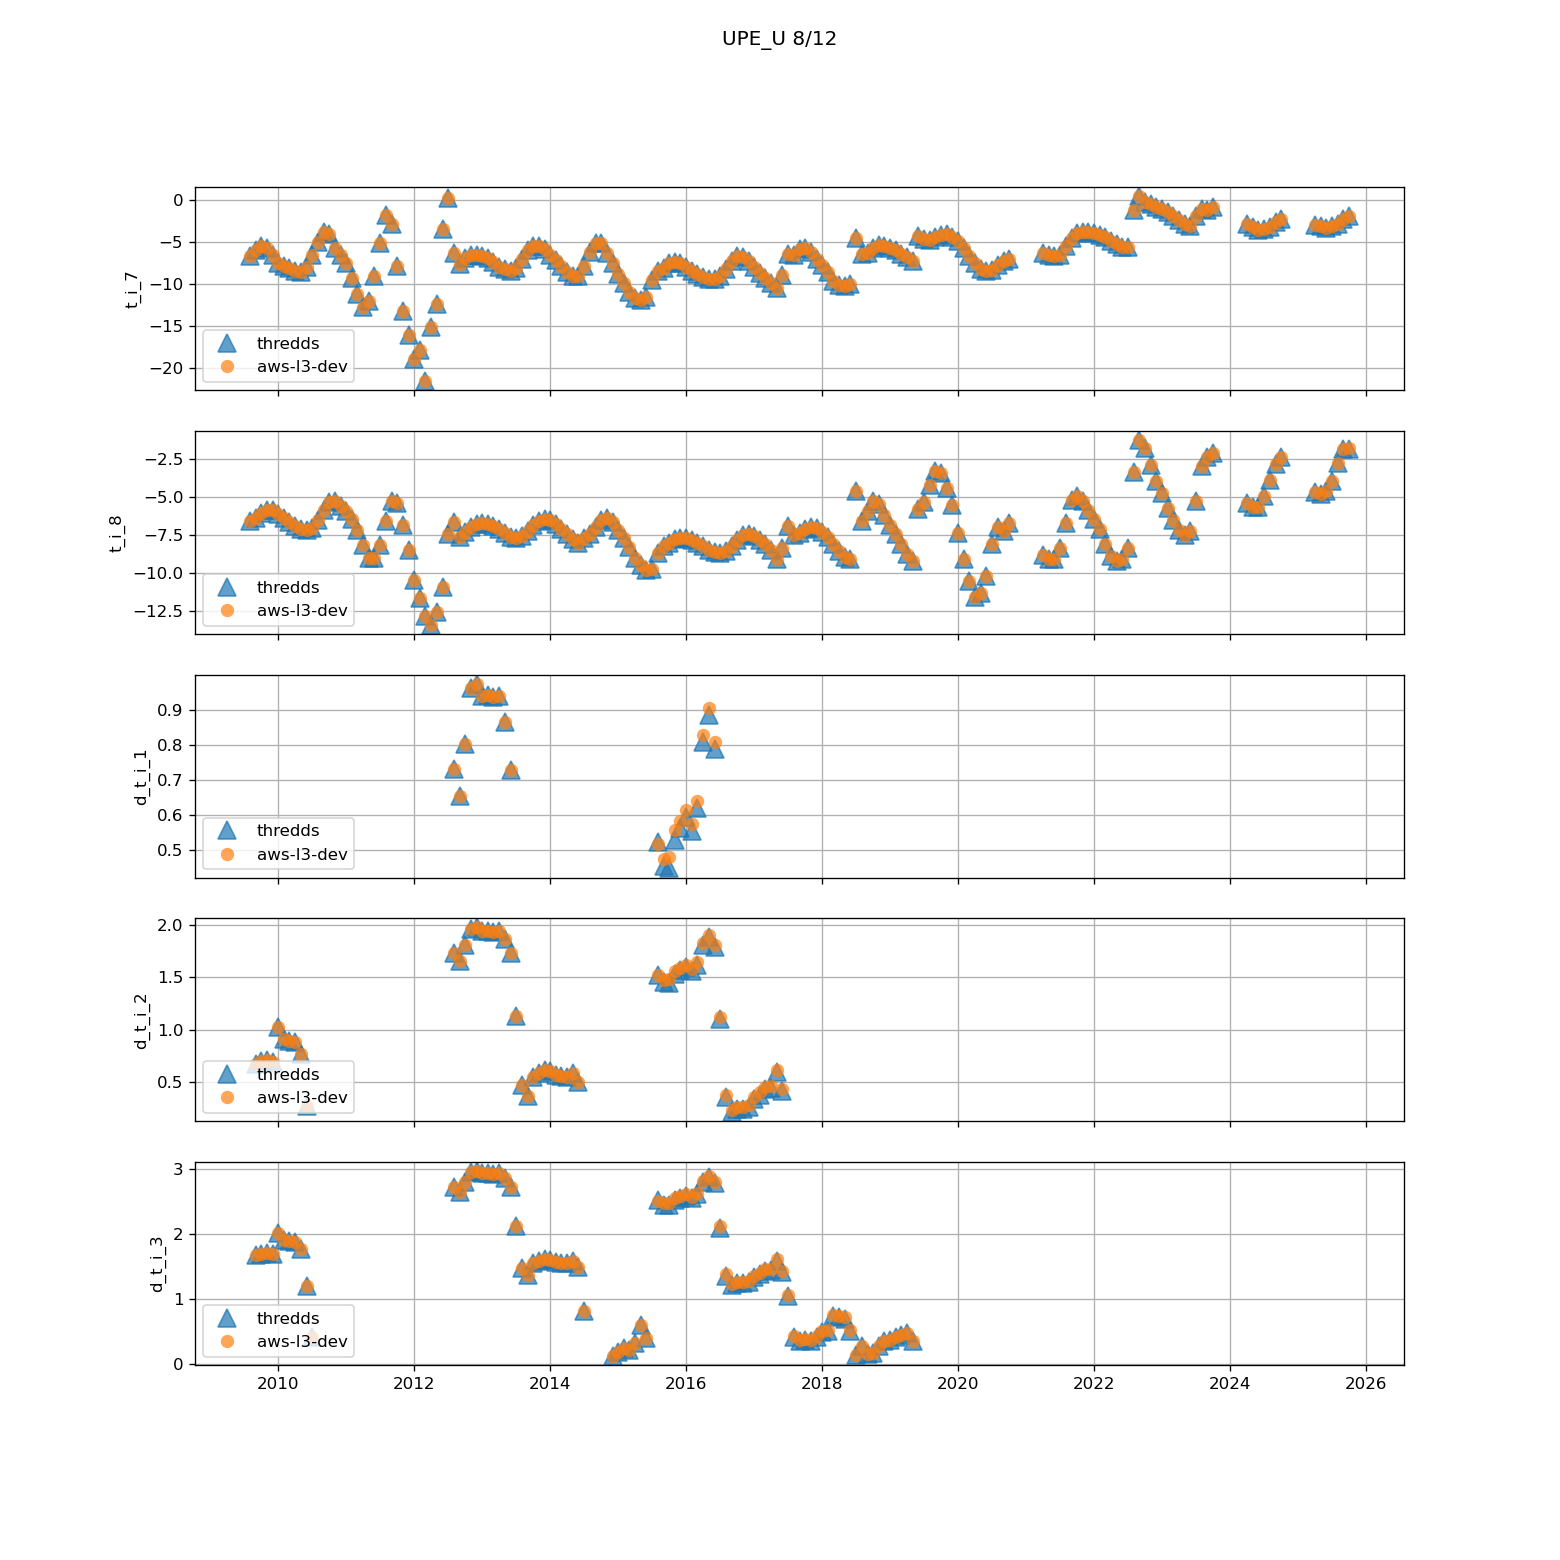 UPE_U 8/12
0
−5
−10
−15
−20
t_i_7
thredds
aws-l3-dev
−2.5
−5.0
−7.5
−10.0
−12.5
t_i_8
thredds
aws-l3-dev
0.9
0.8
0.7
0.6
0.5
d_t_i_1
thredds
aws-l3-dev
2.0
1.5
1.0
0.5
d_t_i_2
thredds
aws-l3-dev
3
2
1
0
d_t_i_3
thredds
aws-l3-dev
2010 2012 2014 2016 2018 2020 2022 2024 2026